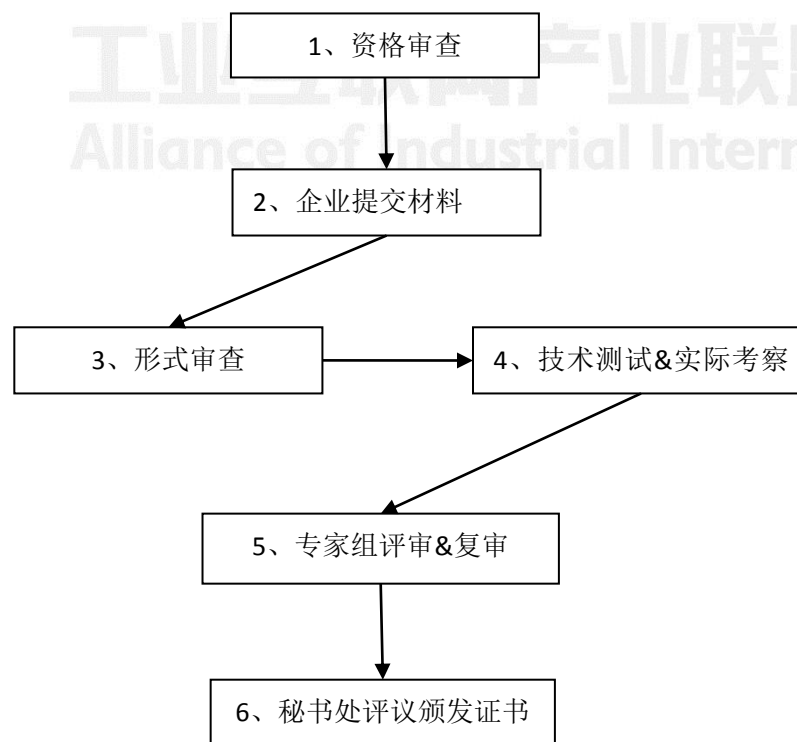 工业互联网产业联盟
Alliance of Industrial Intern
1、资格审查
2、企业提交材料
3、形式审查
4、技术测试&实际考察
5、专家组评审&复审
6、秘书处评议颁发证书